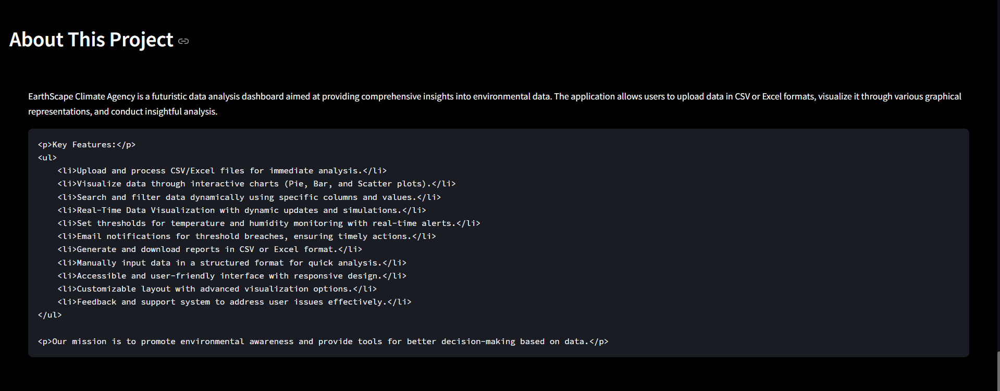 About This Project
EarthScape Climate Agency is a futuristic data analysis dashboard aimed at providing comprehensive insights into environmental data. The application allows users to upload data in CSV or Excel formats, visualize it through various graphical
representations, and conduct insightful analysis.
<p>Key Features:</p>
<ul>
    <li>Upload and process CSV/Excel files for immediate analysis.</li>
    <li>Visualize data through interactive charts (Pie, Bar, and Scatter plots).</li>
    <li>Search and filter data dynamically using specific columns and values.</li>
    <li>Real-Time Data Visualization with dynamic updates and simulations.</li>
    <li>Set thresholds for temperature and humidity monitoring with real-time alerts.</li>
    <li>Email notifications for threshold breaches, ensuring timely actions.</li>
    <li>Generate and download reports in CSV or Excel format.</li>
    <li>Manually input data in a structured format for quick analysis.</li>
    <li>Accessible and user-friendly interface with responsive design.</li>
    <li>Customizable layout with advanced visualization options.</li>
    <li>Feedback and support system to address user issues effectively.</li>
</ul>
<p>Our mission is to promote environmental awareness and provide tools for better decision-making based on data.</p>